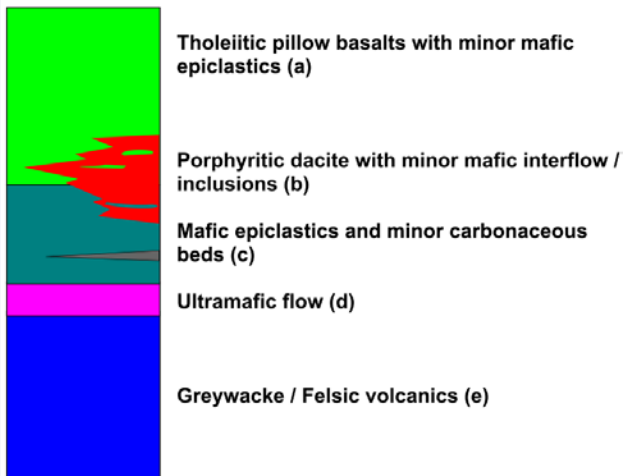 Tholeiitic pillow basalts with minor mafic
epiclastics (a)
Porphyritic dacite with minor mafic interflow /
inclusions (b)
Mafic epiclastics and minor carbonaceous
beds (c)
Ultramafic flow (d)
Greywacke / Felsic volcanics (e)